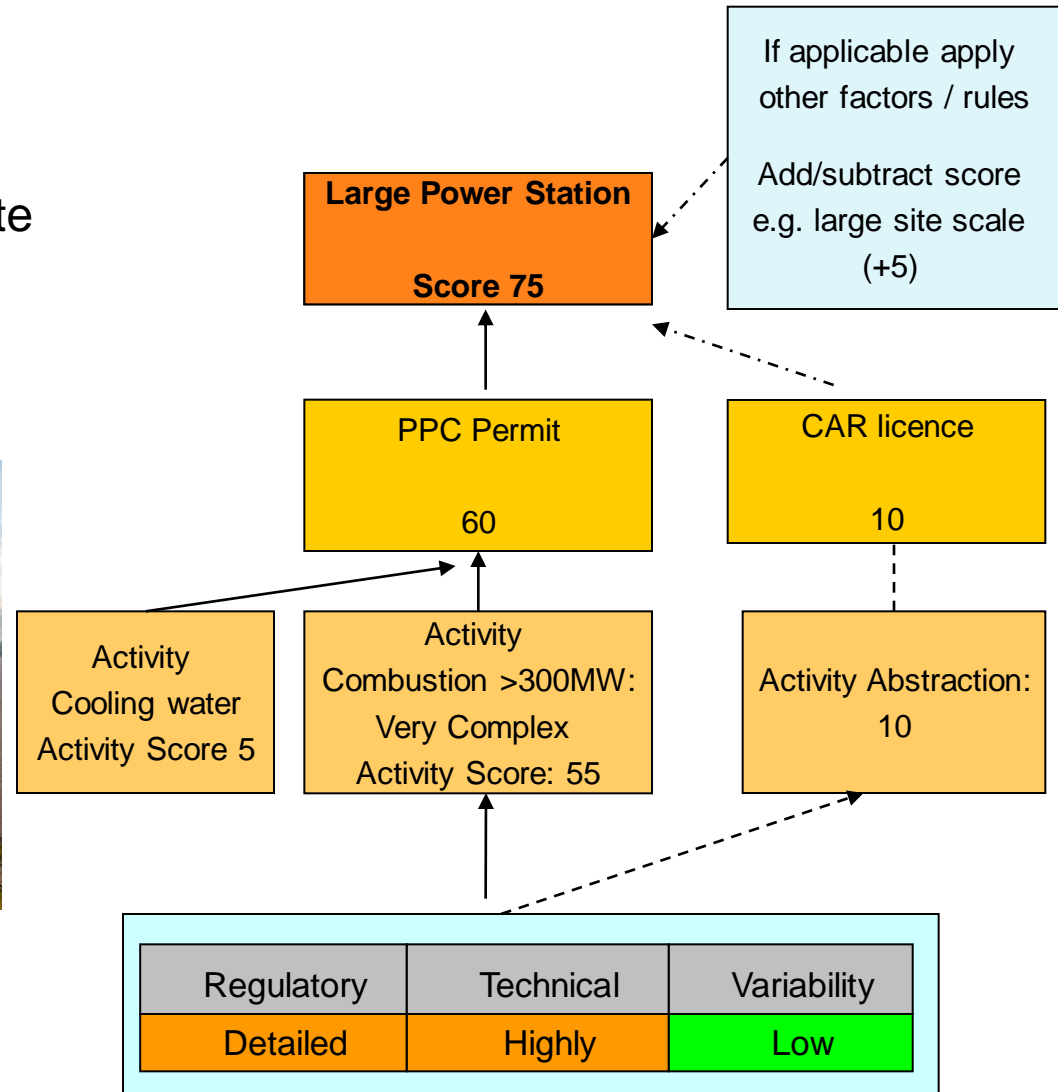 If applicable apply
other factors / rules
Add/subtract score
e.g. large site scale
(+5)
te
Large Power Station
Score 75
PPC Permit
60
CAR licence
10
Activity
Cooling water
Activity Score 5
Activity
Combustion >300MW:
Very Complex
Activity Score: 55
Activity Abstraction:
10
Regulatory Technical Variability
Detailed Highly Low